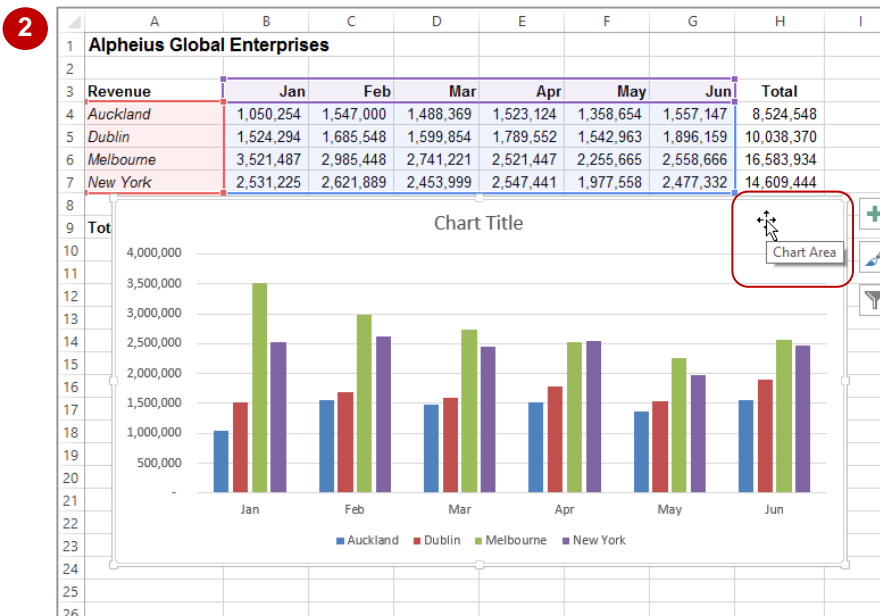 2
A B C D E F G H I
1 Alpheius Global Enterprises
2
3 Revenue Jan Feb Mar Apr May Jun Total
4 Auckland 1,050,254 1,547,000 1,488,369 1,523,124 1,358,654 1,557,147 8,524,548
5 Dublin 1,524,294 1,685,548 1,599,854 1,789,552 1,542,963 1,896,159 10,038,370
6 Melbourne 3,521,487 2,985,448 2,741,221 2,521,447 2,255,665 2,558,666 16,583,934
7 New York 2,531,225 2,621,889 2,453,999 2,547,441 1,977,558 2,477,332 14,609,444
8
9 Tot
Chart Title
Chart Area
10
11
12
13
14
15
16
17
18
19
20
21
22
23
24
25
26
4,000,000
3,500,000
3,000,000
2,500,000
2,000,000
1,500,000
1,000,000
500,000
-
Jan Feb Mar Apr May Jun
Auckland Dublin Melbourne New York